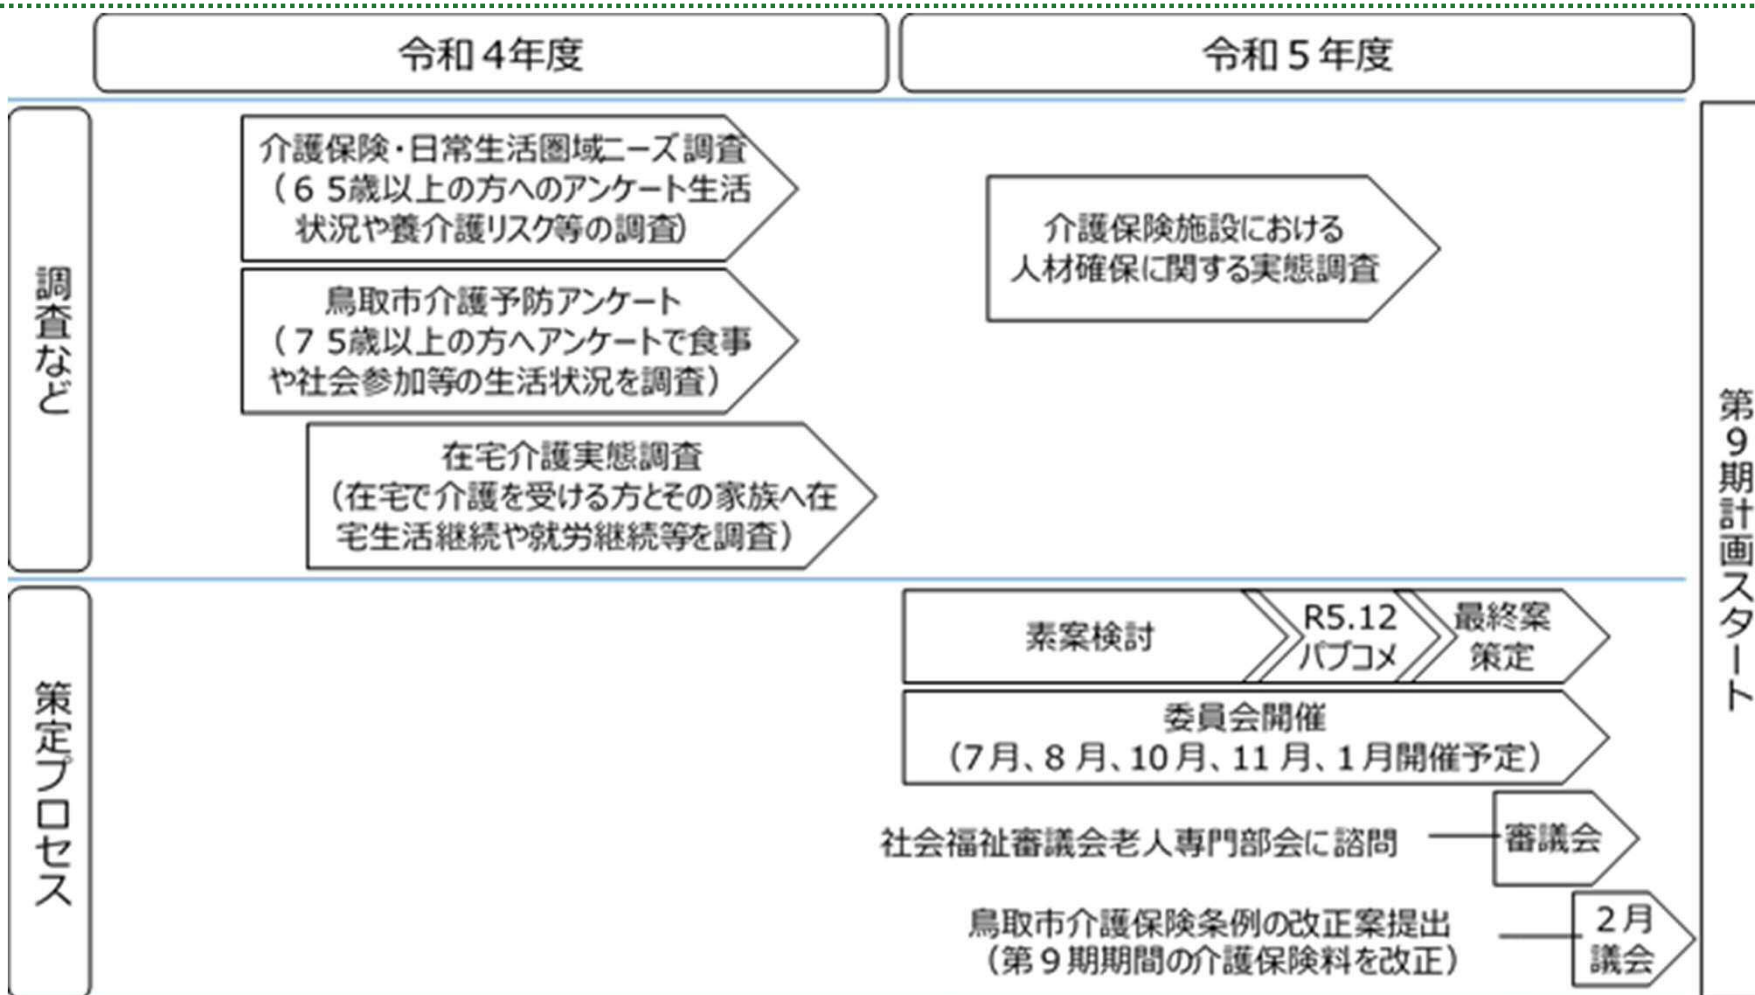 令和４年度
令和５年度
調査など
介護保険・日常生活圏域ニーズ調査
（６５歳以上の方へのアンケート生活
状況や養介護リスク等の調査）
鳥取市介護予防アンケート
（７５歳以上の方へアンケートで食事
や社会参加等の生活状況を調査）
在宅介護実態調査
（在宅で介護を受ける方とその家族へ在
宅生活継続や就労継続等を調査）
介護保険施設における
人材確保に関する実態調査
策定プロセス
素案検討
R5.12
パブコメ
最終案
策定
委員会開催
（７月、８月、10月、11月、１月開催予定）
社会福祉審議会老人専門部会に諮問
審議会
鳥取市介護保険条例の改正案提出
（第９期期間の介護保険料を改正）
２月
議会
第９期計画スタート